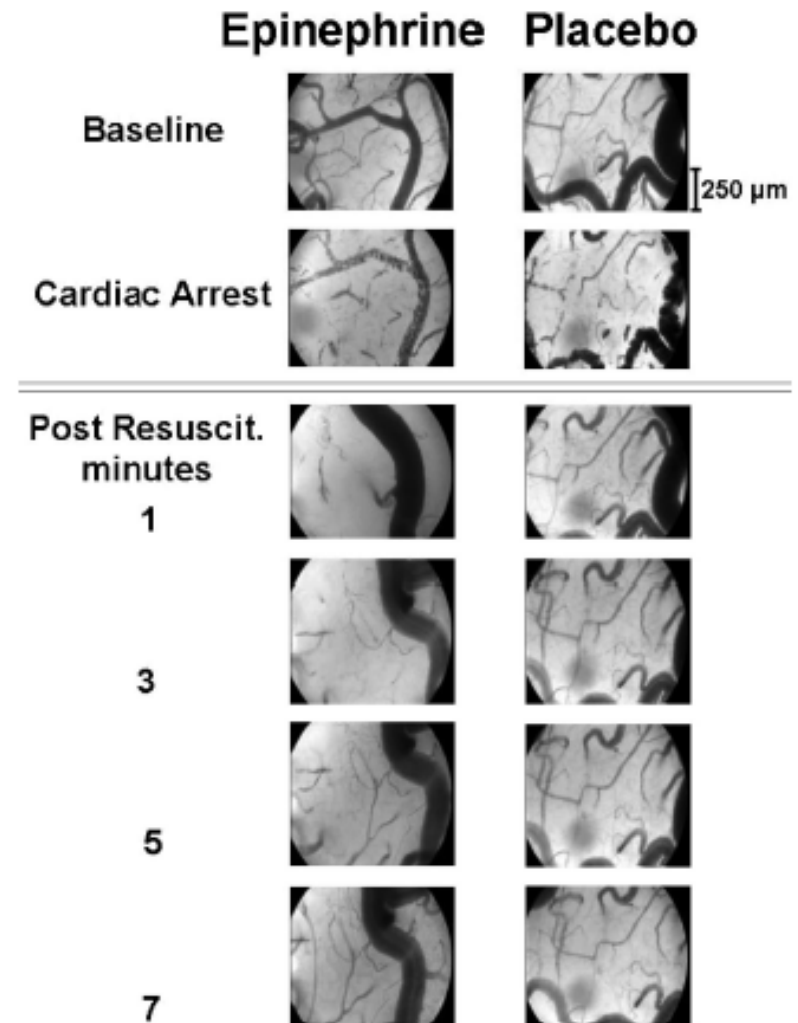 Epinephrine Placebo
Baseline
250 µm
Cardiac Arrest
Post Resuscit.
minutes
1
3
5
7